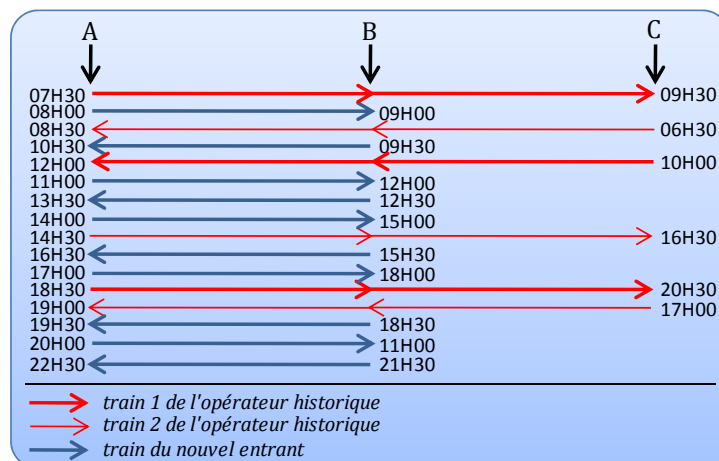 A B C
07H30 09H30
08H00 09H00
08H30 06H30
10H30 09H30
12H00 10H00
11H00 12H00
13H30 12H30
14H00 15H00
14H30 16H30
16H30 15H30
17H00 18H00
18H30 20H30
19H00 17H00
19H30 18H30
20H00 11H00
22H30 21H30
train 1 de l'opérateur historique
train 2 de l'opérateur historique
train du nouvel entrant